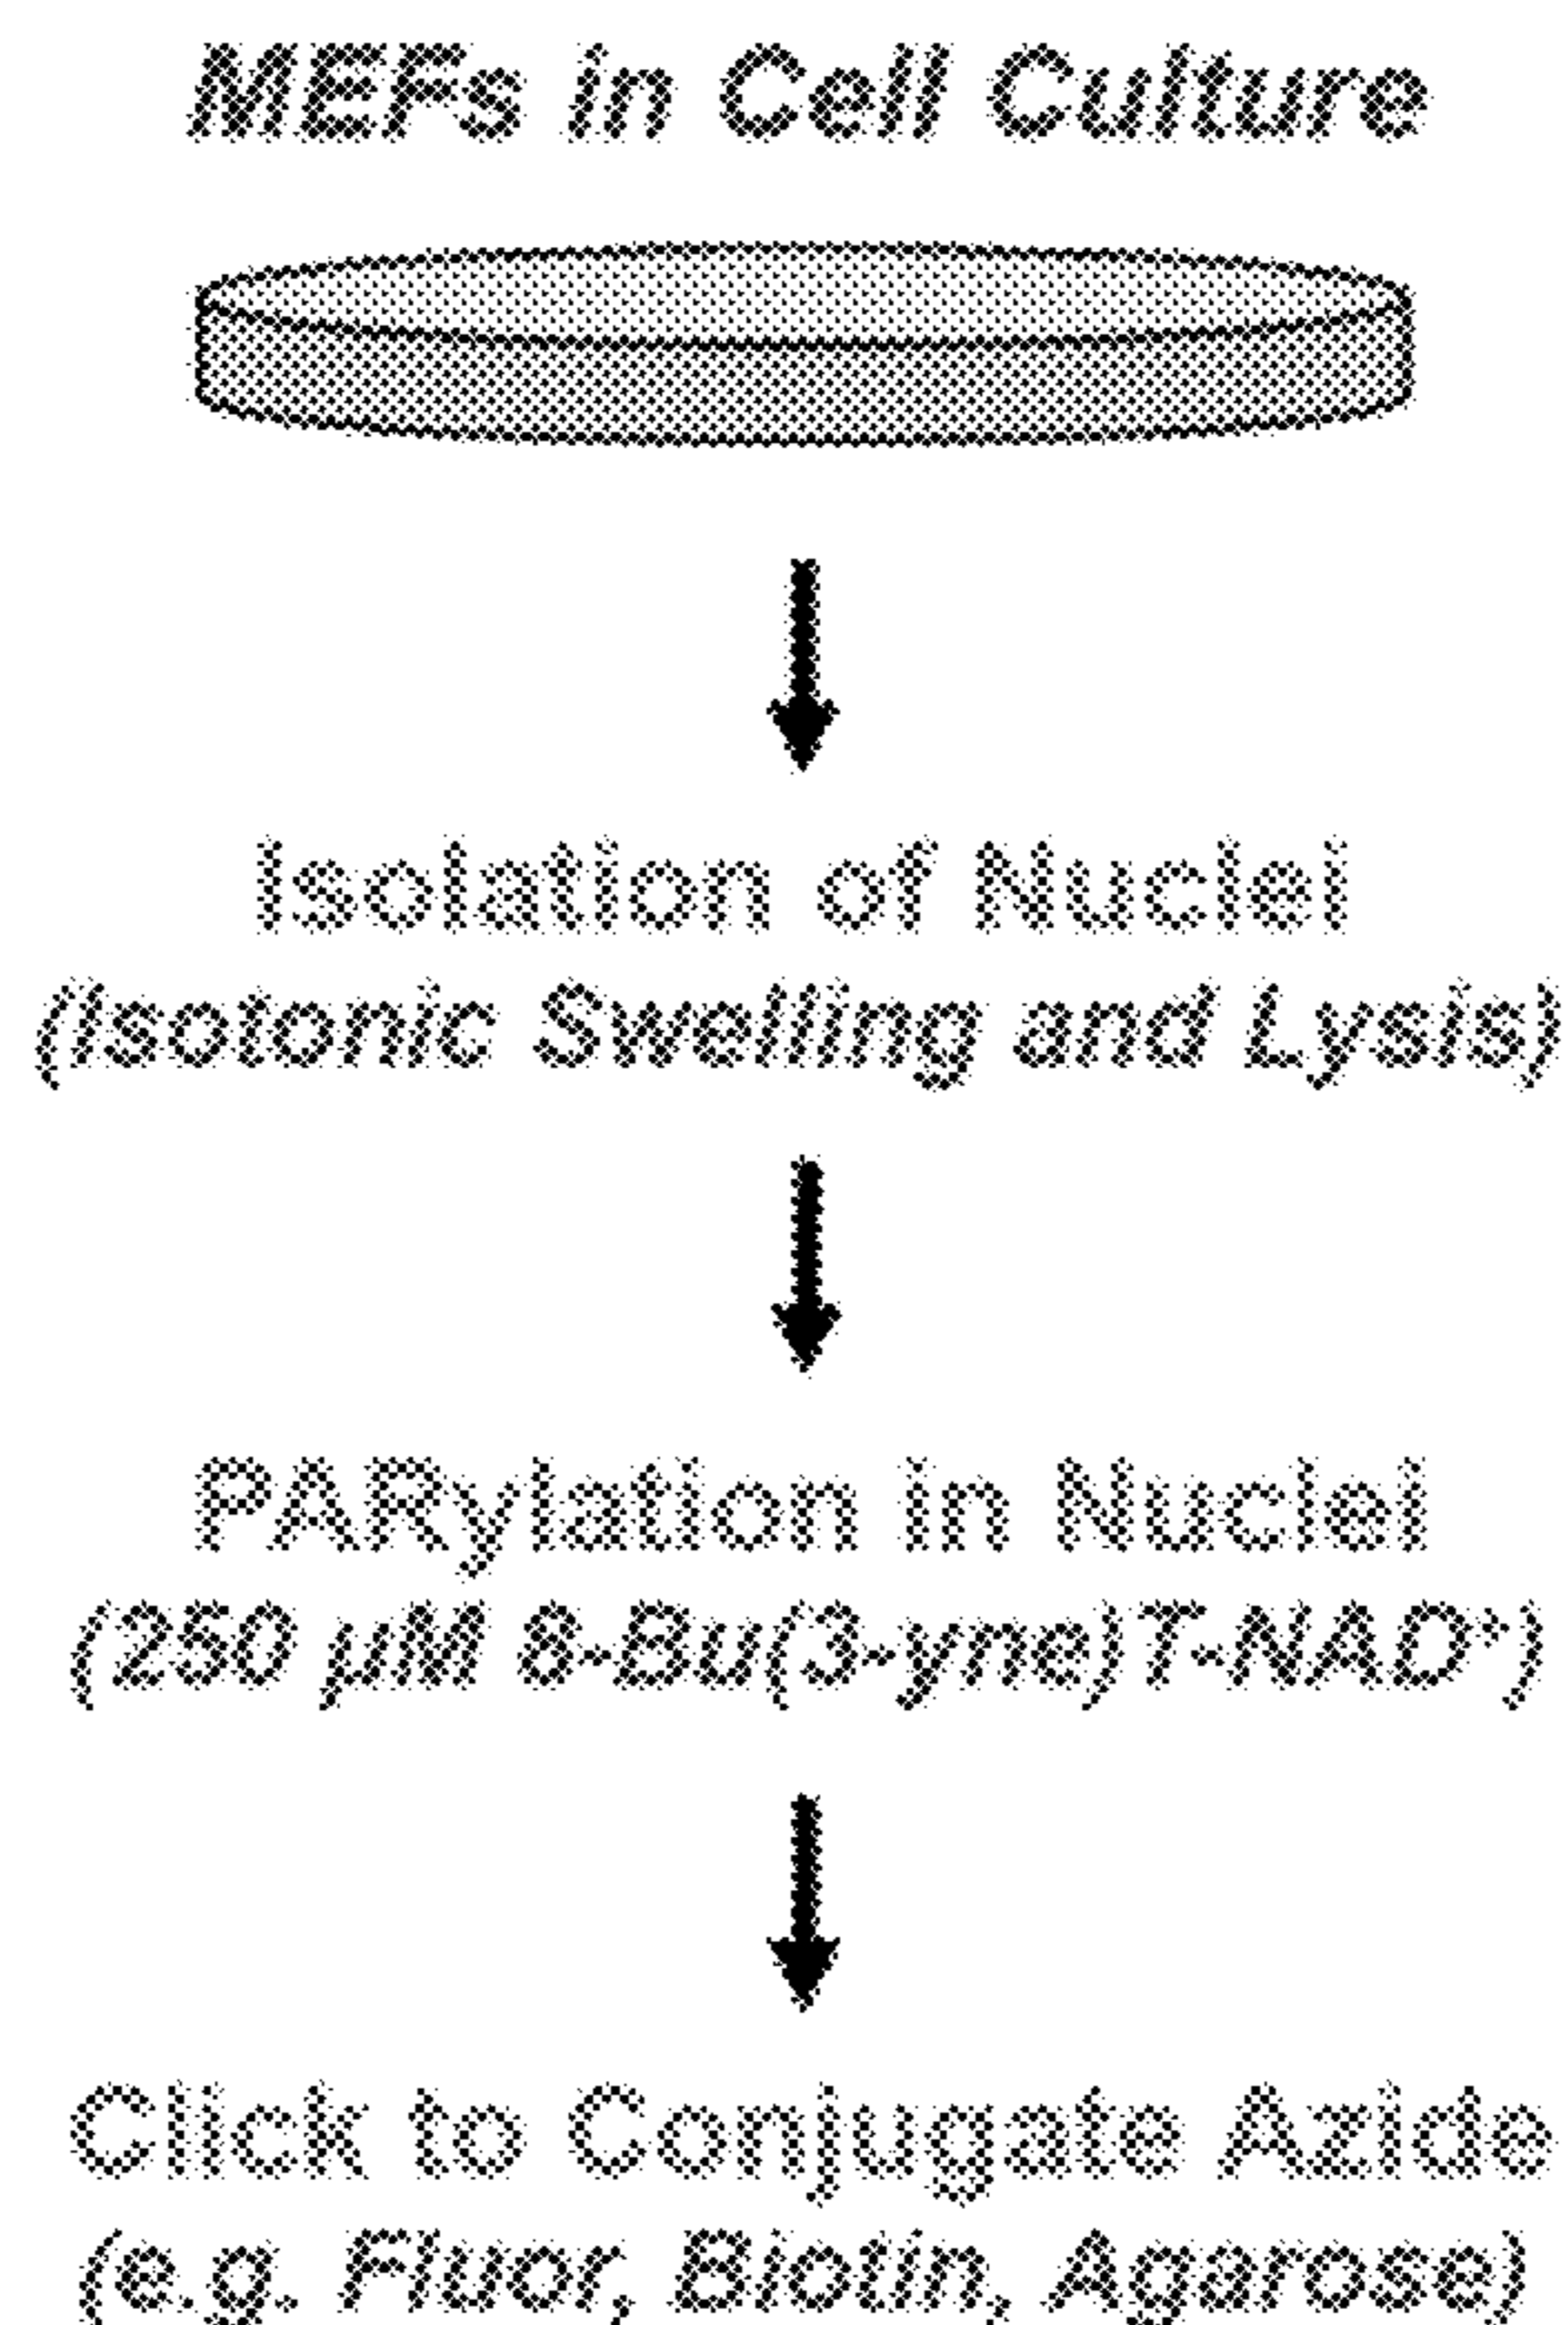 MEFs in Cell Culture
Isolation of Nuclei
(Isotonic Swelling and Lysis)
PARylation in Nuclei
(250 µM 8-Bu(3-yne)T-NAD⁺)
Click to Conjugate Azide
(e.g. Fluor, Biotin, Agarose)